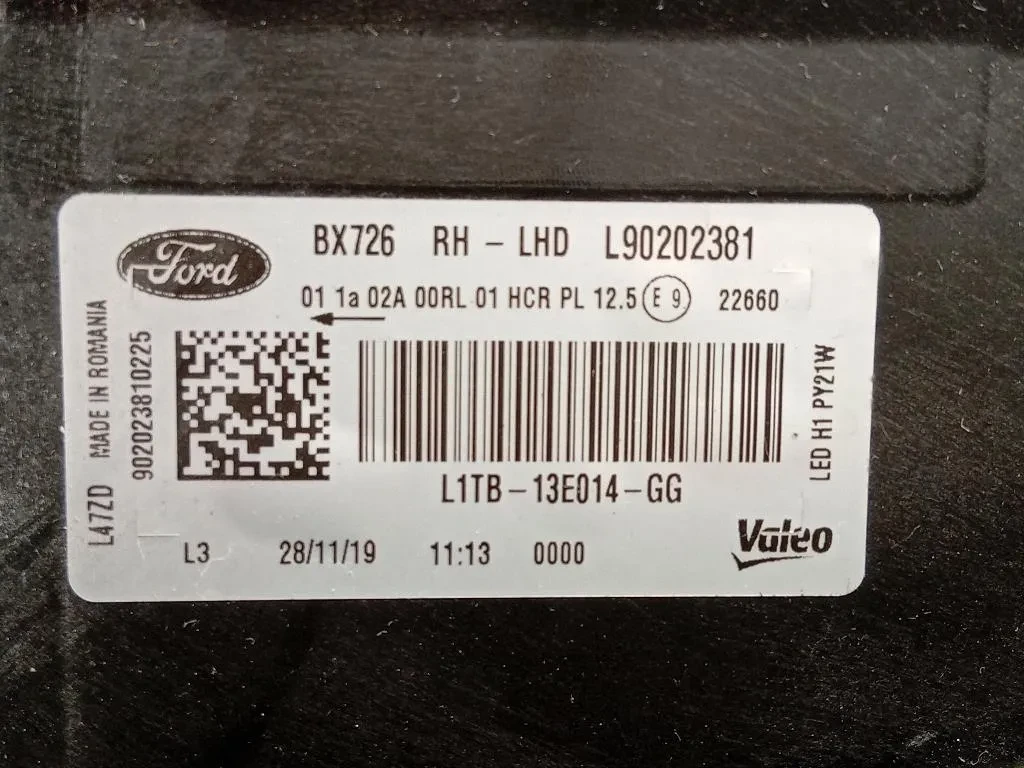 Ford
BX726 RH - LHD L90202381
01 1a 02A 00RL 01 HCR PL 12.5 E 9 22660
L47ZD MADE IN ROMANIA
902023810225
LED H1 PY21W
L1TB-13E014-GG
L3 28/11/19 11:13 0000
Valeo